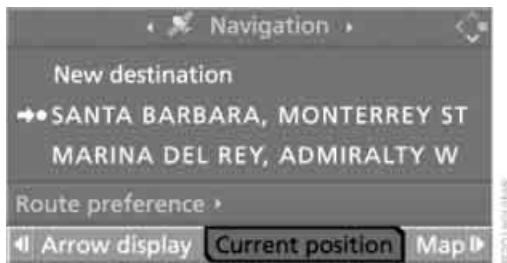 Navigation
New destination
SANTA BARBARA, MONTERREY ST
MARINA DEL REY, ADMIRALTY W
Route preference
Arrow display Current position Map